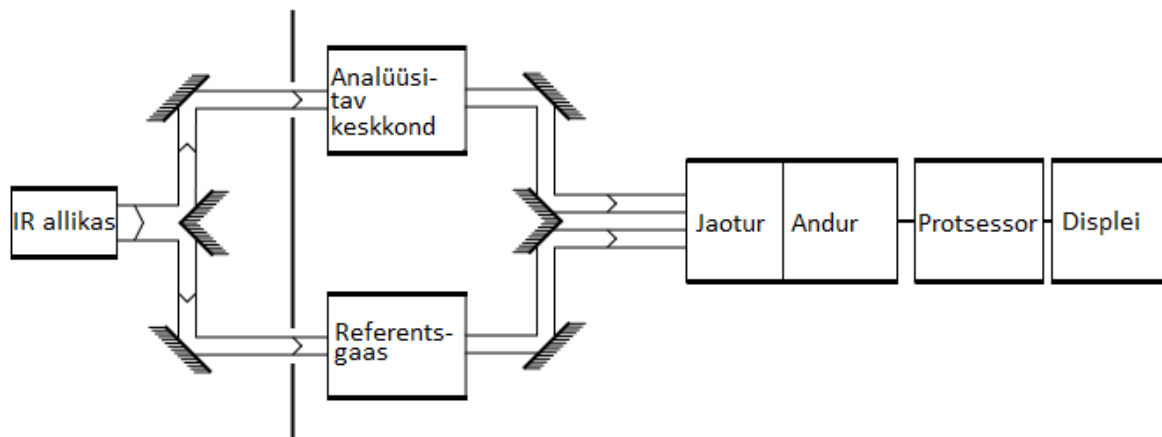 Analüüsi-
tav
keskkond
IR allikas
Jaotur
Andur
Protsessor
Displei
Referents-
gaas